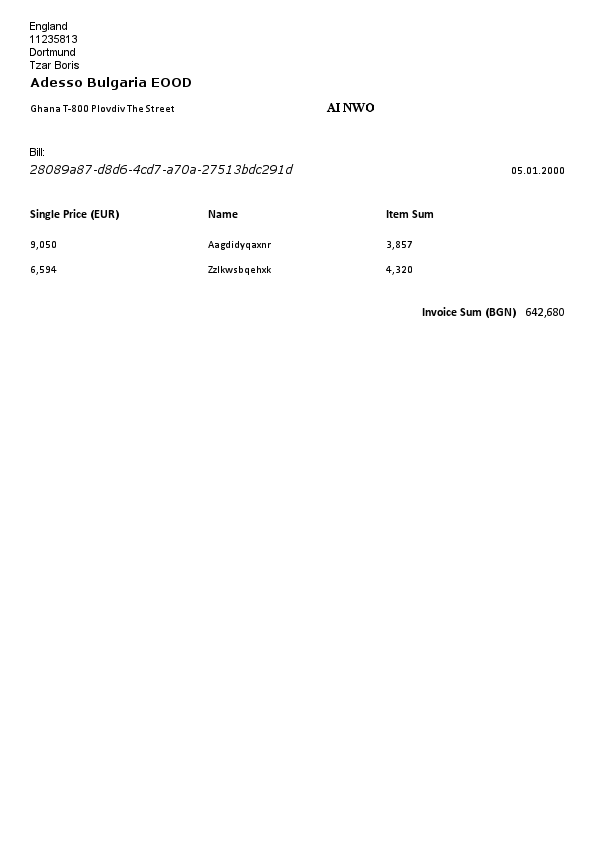 England
11235813
Dortmund
Tzar Boris
Adesso Bulgaria EOOD
Ghana T-800 Plovdiv The Street AI NWO
Bill:
28089a87-d8d6-4cd7-a70a-27513bdc291d 05.01.2000
Single Price (EUR) Name Item Sum
9,050 Aagdidyqaxnr 3,857
6,594 Zzlkwsbqehxk 4,320
Invoice Sum (BGN) 642,680